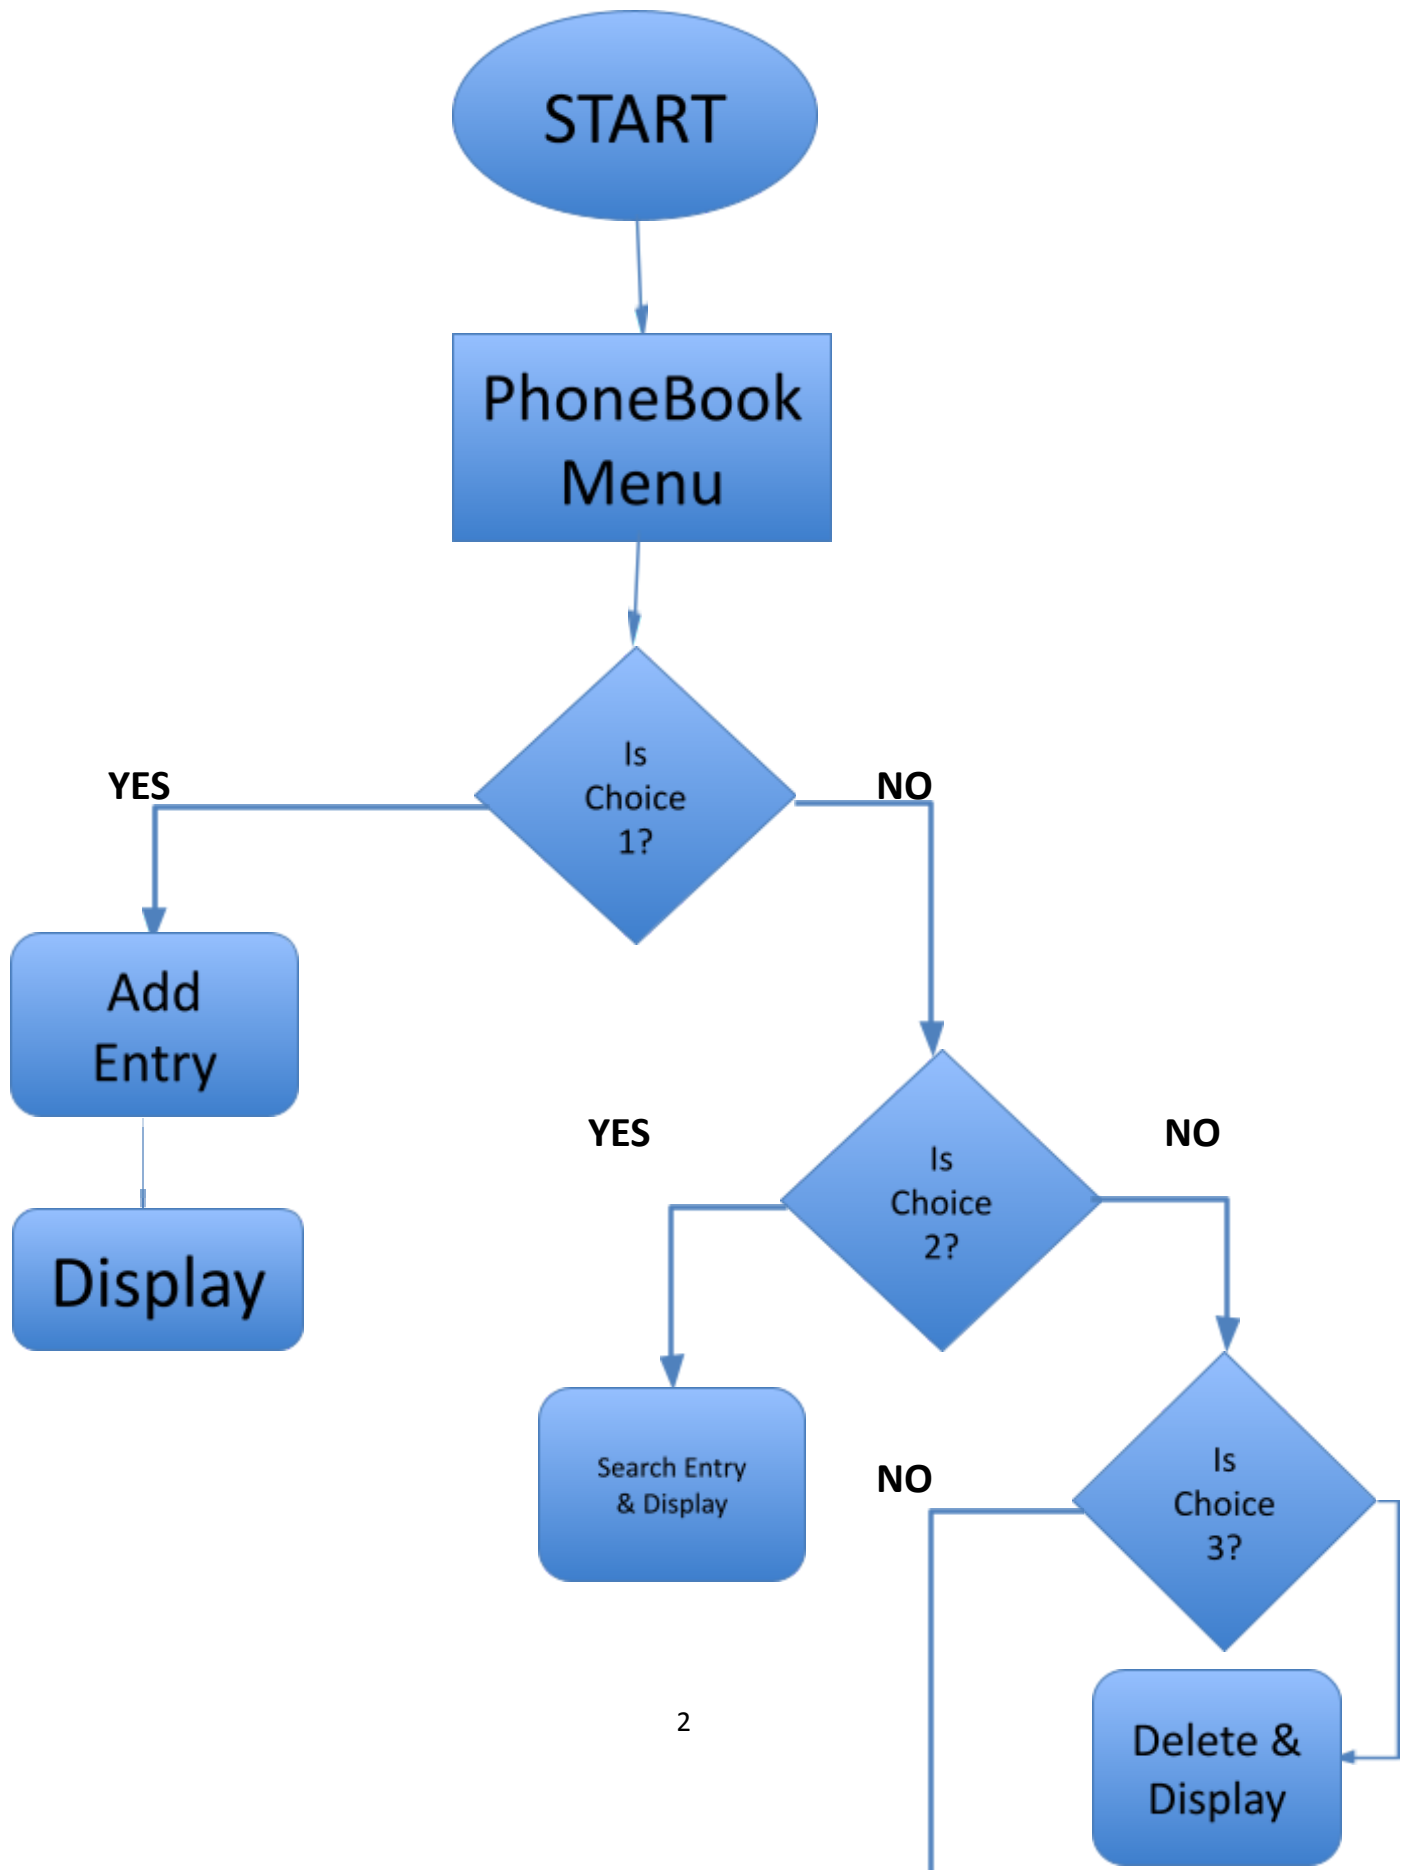 START
PhoneBook
Menu
Is
Choice
1?
YES
NO
Add
Entry
Display
Is
Choice
2?
YES
NO
Search Entry
& Display
Is
Choice
3?
NO
Delete &
Display
2